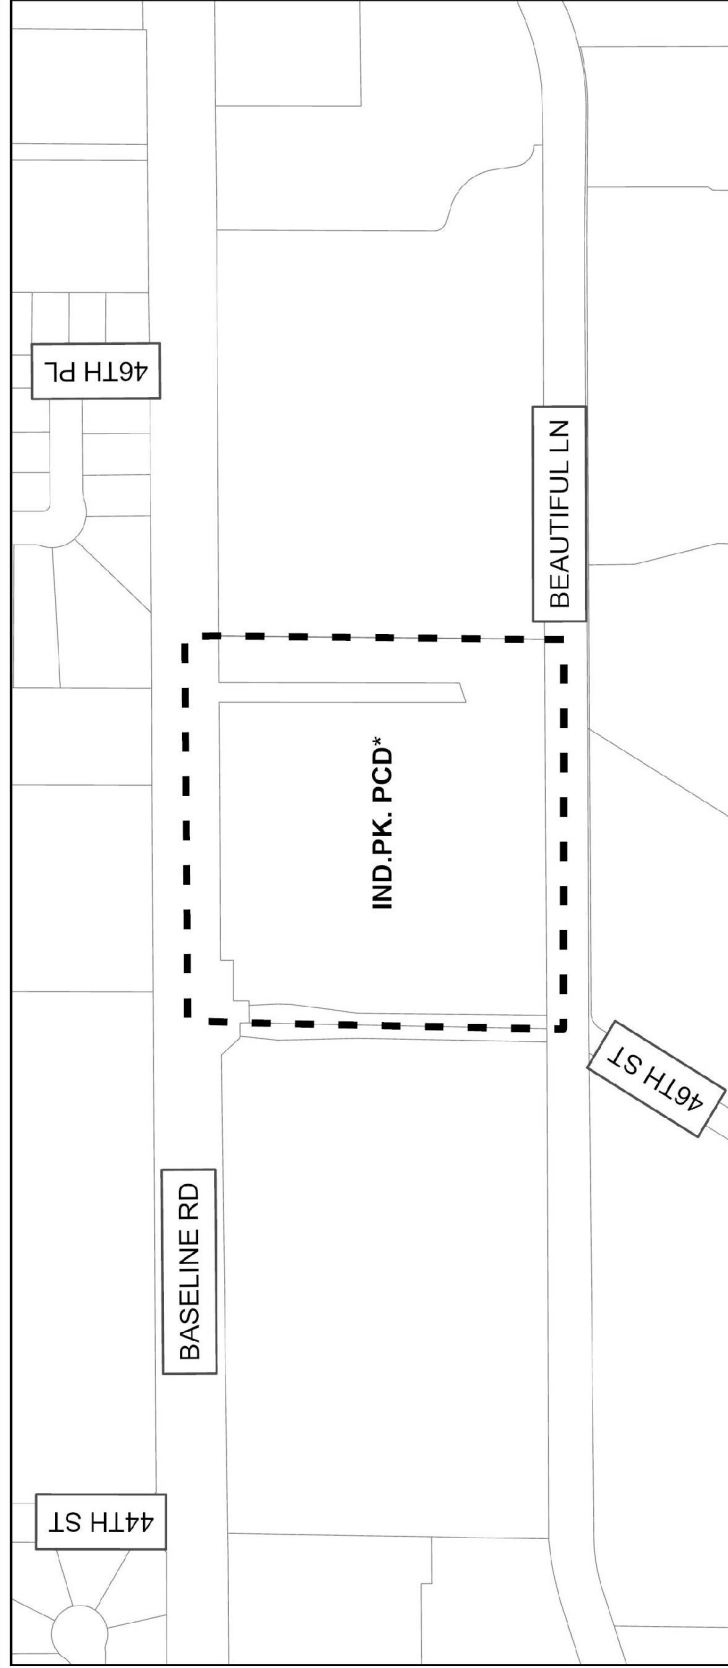 44TH ST
46TH PL
BASELINE RD
IND.PK. PCD*
BEAUTIFUL LN
46TH ST